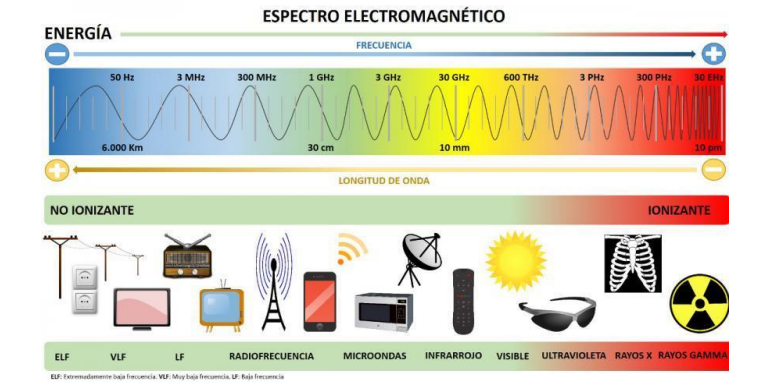 ESPECTRO ELECTROMAGNÉTICO
ENERGÍA
FRECUENCIA
50 Hz 3 MHz 300 MHz 1 GHz 3 GHz 30 GHz 600 THz 3 PHz 300 PHz 30 EHz
6.000 Km 30 cm 10 mm 10 pm
LONGITUD DE ONDA
NO IONIZANTE IONIZANTE
ELF VLF LF RADIOFRECUENCIA MICROONDAS INFRARROJO VISIBLE ULTRAVIOLETA RAYOS X RAYOS GAMMA
ELF: Extremadamente baja frecuencia. VLF: Muy baja frecuencia. LF: Baja frecuencia